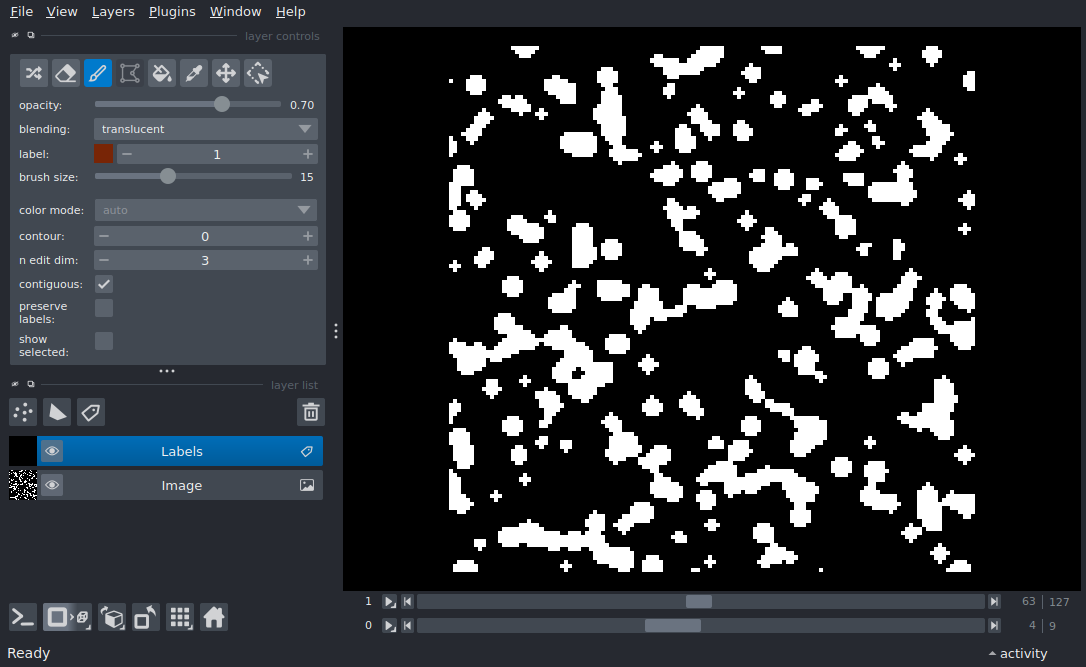 File View Layers Plugins Window Help
layer controls
opacity: 0.70
blending: translucent
label: 1
brush size: 15
color mode: auto
contour: 0
n edit dim: 3
contiguous:
preserve
labels:
show
selected:
layer list
Labels
Image
1 63 127
0 4 9
Ready activity